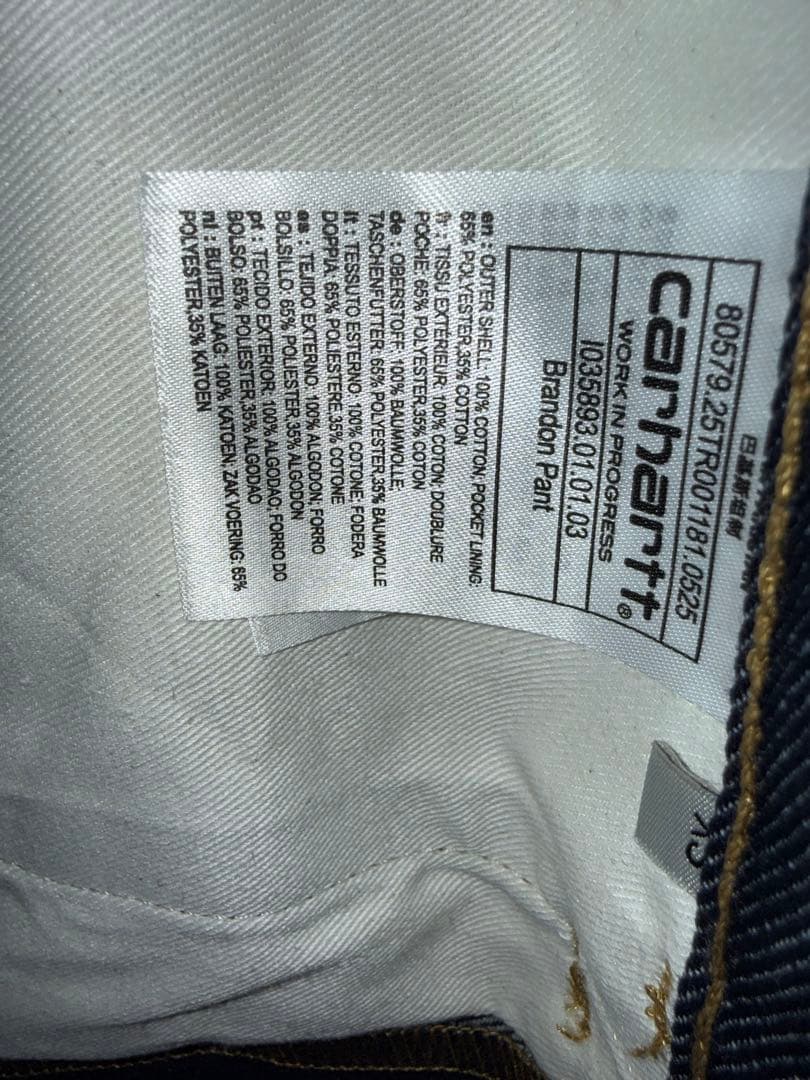 80579.25TR001181.0525
carhartt®
WORK IN PROGRESS
I035893.01.01.03
Brandon Pant
en : OUTER SHELL: 100% COTTON; POCKET LINING:
65% POLYESTER,35% COTTON
fr : TISSU EXTERIEUR: 100% COTON; DOUBLURE
POCHE: 65% POLYESTER,35% COTON
de : OBERSTOFF: 100% BAUMWOLLE;
TASCHENFUTTER: 65% POLYESTER,35% BAUMWOLLE
it : TESSUTO ESTERNO: 100% COTONE; FODERA
DOPPIA: 65% POLIESTERE,35% COTONE
es : TEJIDO EXTERNO: 100% ALGODON; FORRO
BOLSILLO: 65% POLIESTER,35% ALGODON
pt : TECIDO EXTERIOR: 100% ALGODAO; FORRO DO
BOLSO: 65% POLIESTER,35% ALGODAO
nl : BUITEN LAAG: 100% KATOEN; ZAK VOERING: 65%
POLYESTER,35% KATOEN
XS